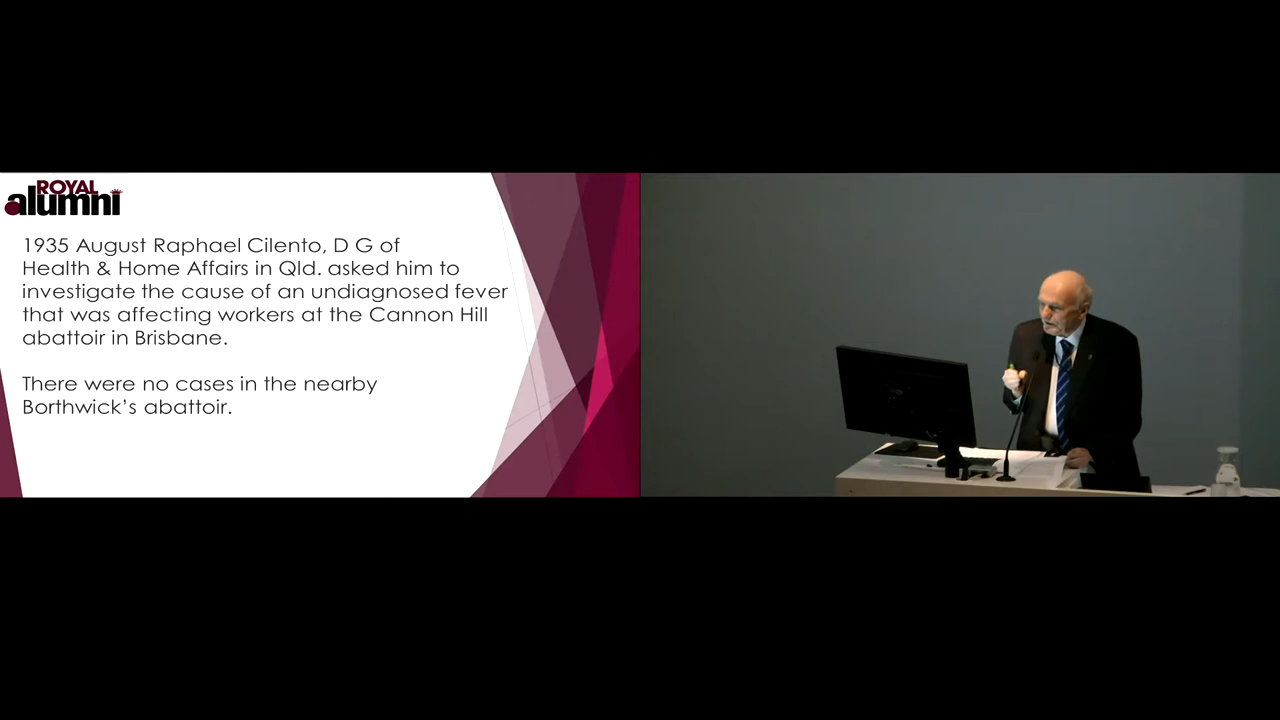 ROYAL
alumni
1935 August Raphael Cilento, D G of
Health & Home Affairs in Qld. asked him to
investigate the cause of an undiagnosed fever
that was affecting workers at the Cannon Hill
abattoir in Brisbane.
There were no cases in the nearby
Borthwick’s abattoir.